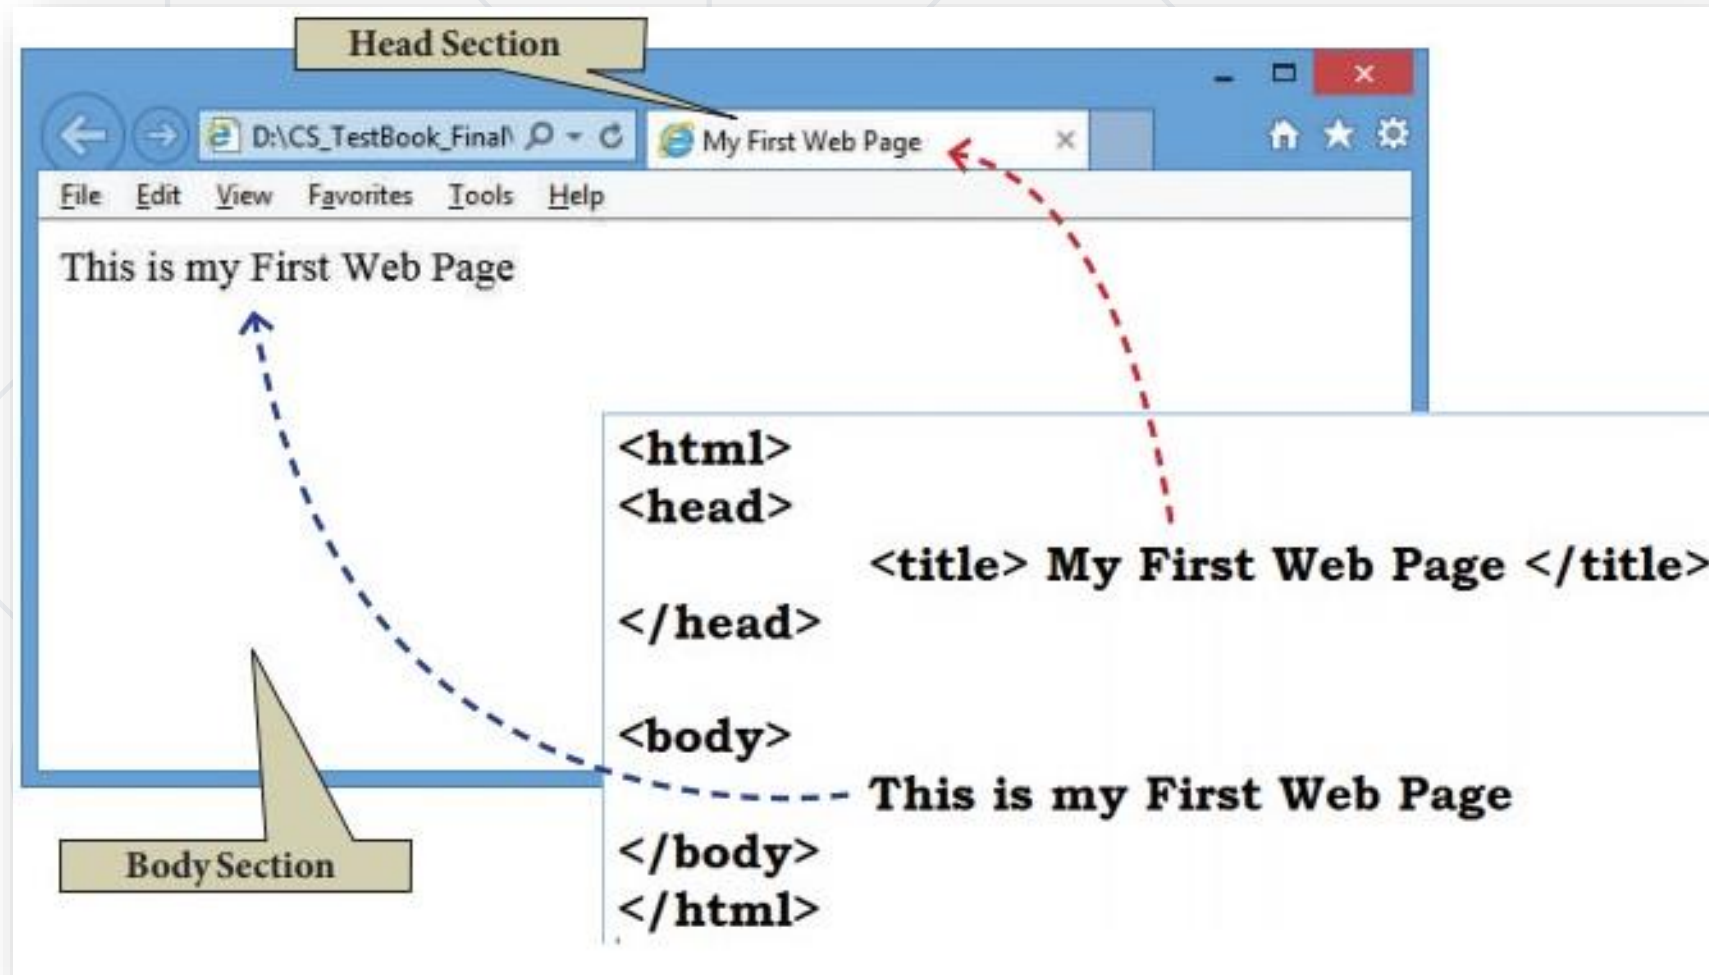 Head Section
D:\CS_TestBook_Final\
My First Web Page
File Edit View Favorites Tools Help
This is my First Web Page
<html>
<head>
<title> My First Web Page </title>
</head>
<body>
This is my First Web Page
</body>
</html>
Body Section